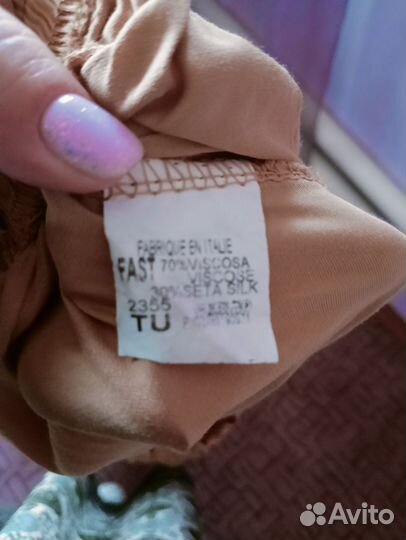 FABRIQUE EN ITALIE
FAST 70% VISCOSA
VISCOSE
30% SETA SILK
2355
TU
Avito